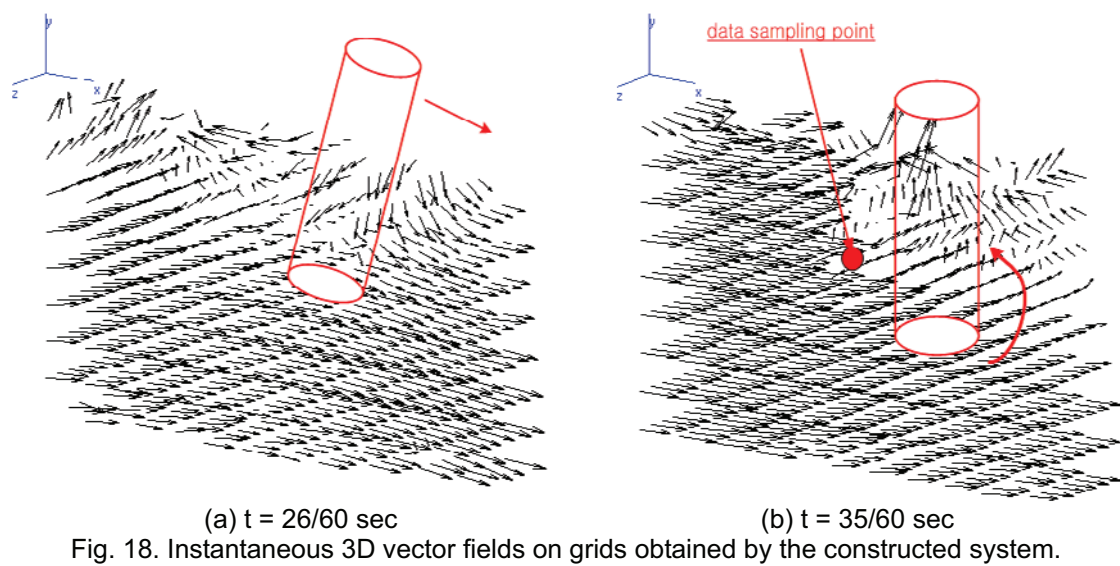 y
z
x
data sampling point
y
z
x
(a) t = 26/60 sec
(b) t = 35/60 sec
Fig. 18. Instantaneous 3D vector fields on grids obtained by the constructed system.